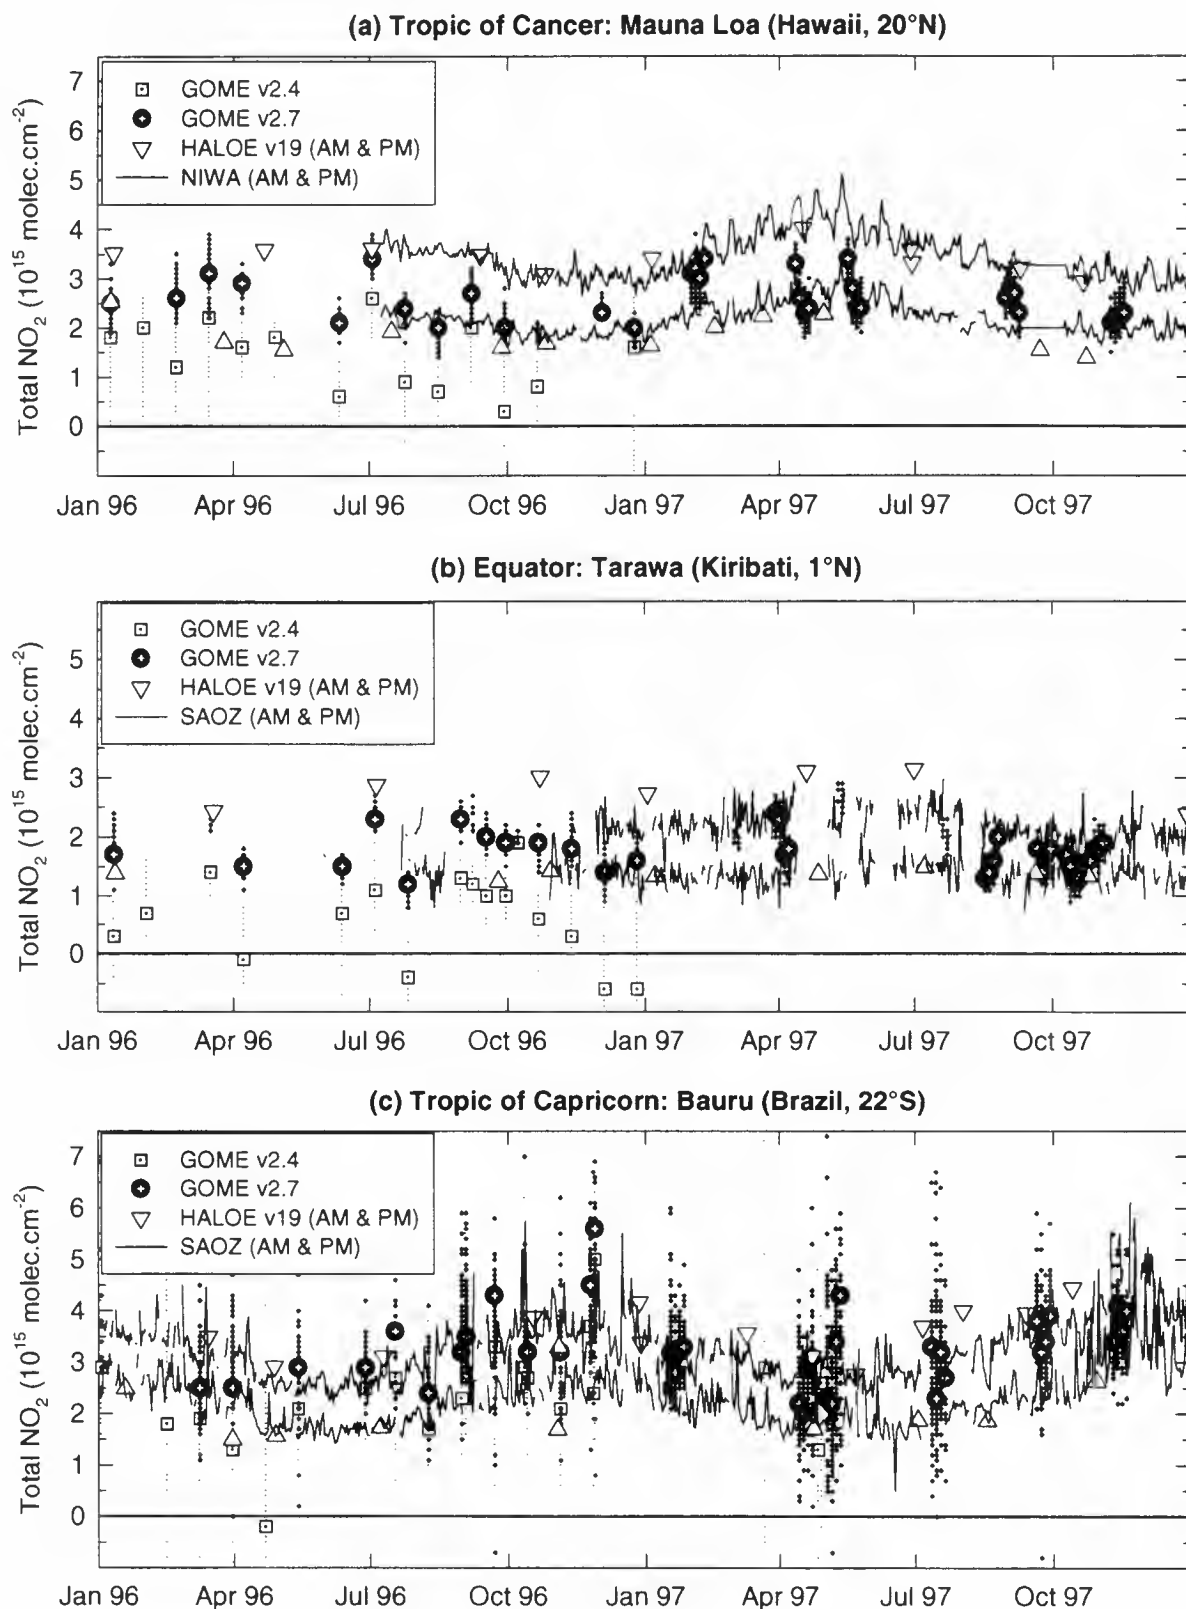 (a) Tropic of Cancer: Mauna Loa (Hawaii, 20°N)
Total NO2 (10^15 molec.cm^-2)
7
6
5
4
3
2
1
0
GOME v2.4
GOME v2.7
HALOE v19 (AM & PM)
NIWA (AM & PM)
Jan 96 Apr 96 Jul 96 Oct 96 Jan 97 Apr 97 Jul 97 Oct 97
(b) Equator: Tarawa (Kiribati, 1°N)
Total NO2 (10^15 molec.cm^-2)
5
4
3
2
1
0
GOME v2.4
GOME v2.7
HALOE v19 (AM & PM)
SAOZ (AM & PM)
Jan 96 Apr 96 Jul 96 Oct 96 Jan 97 Apr 97 Jul 97 Oct 97
(c) Tropic of Capricorn: Bauru (Brazil, 22°S)
Total NO2 (10^15 molec.cm^-2)
7
6
5
4
3
2
1
0
GOME v2.4
GOME v2.7
HALOE v19 (AM & PM)
SAOZ (AM & PM)
Jan 96 Apr 96 Jul 96 Oct 96 Jan 97 Apr 97 Jul 97 Oct 97